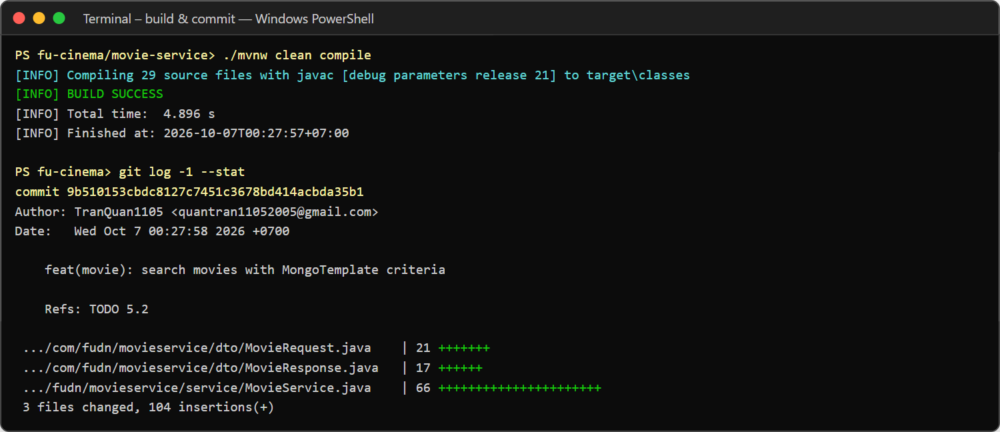 Terminal – build & commit — Windows PowerShell
PS fu-cinema/movie-service> ./mvnw clean compile
[INFO] Compiling 29 source files with javac [debug parameters release 21] to target\classes
[INFO] BUILD SUCCESS
[INFO] Total time:  4.896 s
[INFO] Finished at: 2026-10-07T00:27:57+07:00
PS fu-cinema> git log -1 --stat
commit 9b510153cbdc8127c7451c3678bd414acbda35b1
Author: TranQuan1105 <quantran11052005@gmail.com>
Date:   Wed Oct 7 00:27:58 2026 +0700
feat(movie): search movies with MongoTemplate criteria
Refs: TODO 5.2
.../com/fudn/movieservice/dto/MovieRequest.java    | 21 +++++++
.../com/fudn/movieservice/dto/MovieResponse.java   | 17 ++++++
.../fudn/movieservice/service/MovieService.java    | 66 ++++++++++++++++++++++
3 files changed, 104 insertions(+)